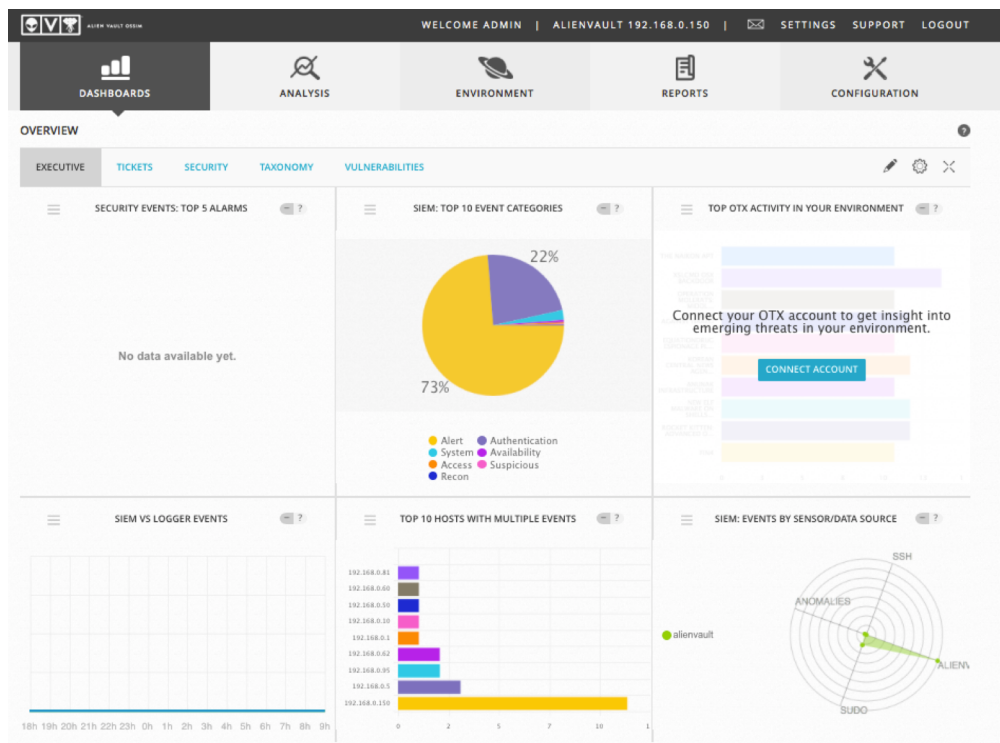 ALIEN VAULT OSSIM
WELCOME ADMIN | ALIENVAULT 192.168.0.150 | SETTINGS SUPPORT LOGOUT
DASHBOARDS ANALYSIS ENVIRONMENT REPORTS CONFIGURATION
OVERVIEW ?
EXECUTIVE TICKETS SECURITY TAXONOMY VULNERABILITIES
SECURITY EVENTS: TOP 5 ALARMS ?
No data available yet.
SIEM: TOP 10 EVENT CATEGORIES ?
22%
73%
Alert Authentication
System Availability
Access Suspicious
Recon
TOP OTX ACTIVITY IN YOUR ENVIRONMENT ?
Connect your OTX account to get insight into
emerging threats in your environment.
CONNECT ACCOUNT
SIEM VS LOGGER EVENTS ?
18h 19h 20h 21h 22h 23h 0h 1h 2h 3h 4h 5h 6h 7h 8h 9h
TOP 10 HOSTS WITH MULTIPLE EVENTS ?
192.168.0.81
192.168.0.60
192.168.0.50
192.168.0.10
192.168.0.1
192.168.0.62
192.168.0.95
192.168.0.5
192.168.0.150
0 2 5 7 10 1
SIEM: EVENTS BY SENSOR/DATA SOURCE ?
alienvault
SSH
ANOMALIES
ALIENV
SUDO